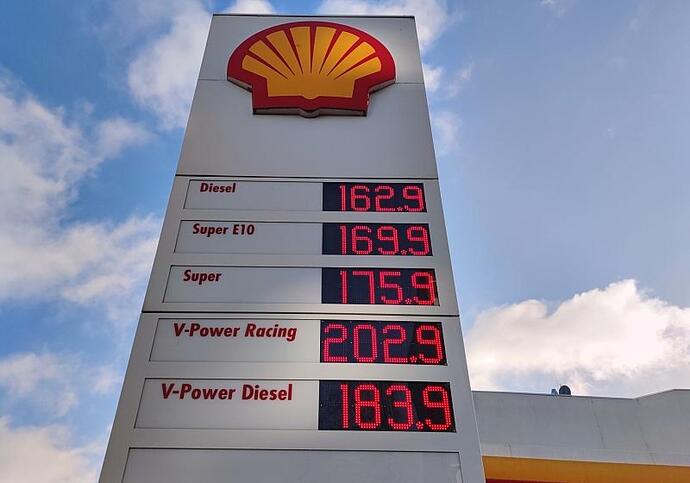 Diesel 162.9
Super E10 169.9
Super 175.9
V-Power Racing 202.9
V-Power Diesel 183.9